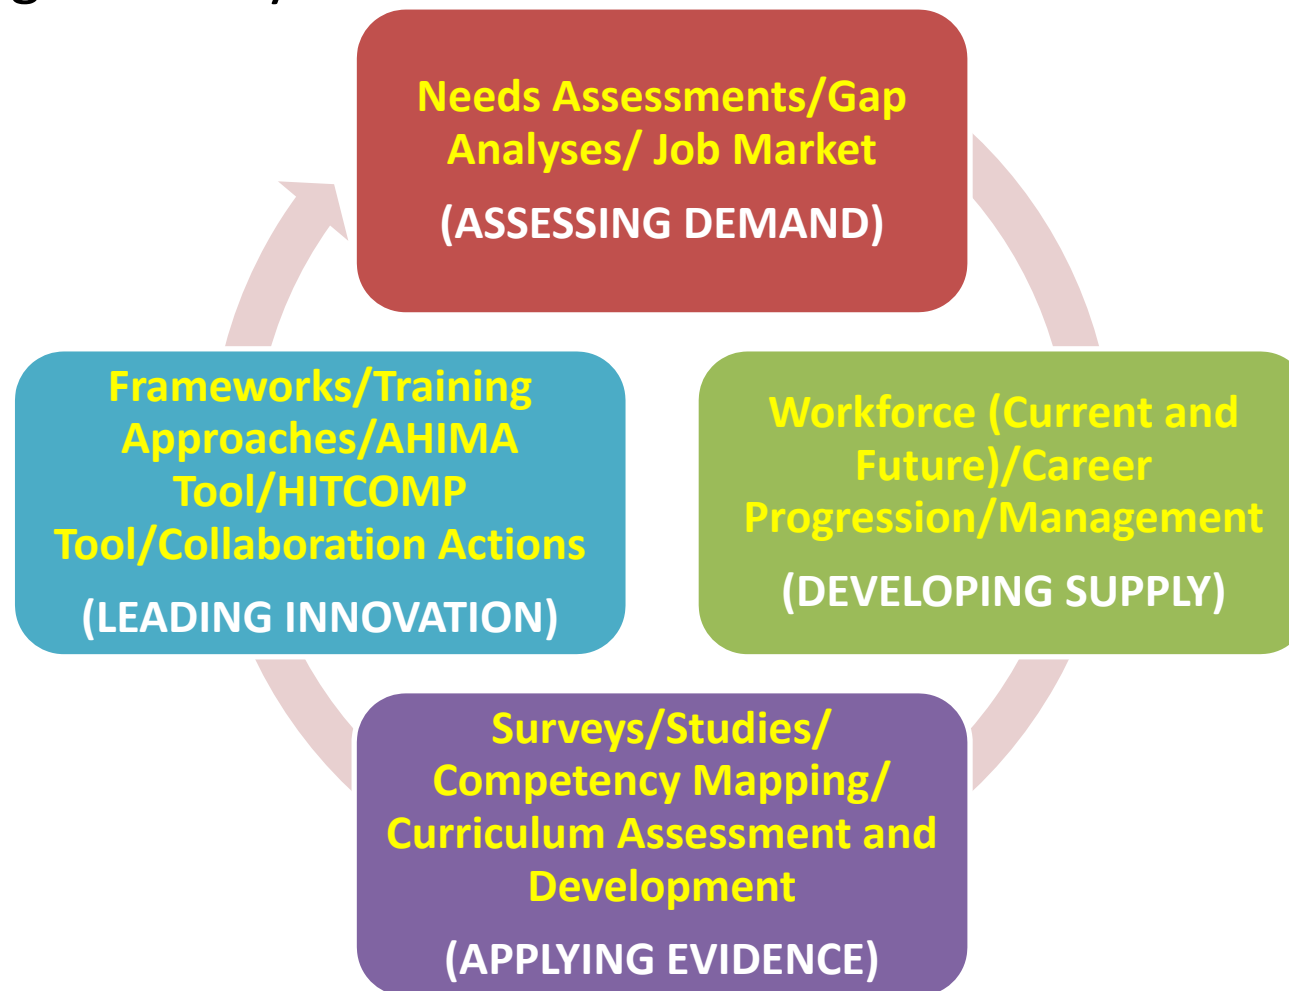 Needs Assessments/Gap
Analyses/ Job Market
(ASSESSING DEMAND)
Frameworks/Training
Approaches/AHIMA
Tool/HITCOMP
Tool/Collaboration Actions
(LEADING INNOVATION)
Workforce (Current and
Future)/Career
Progression/Management
(DEVELOPING SUPPLY)
Surveys/Studies/
Competency Mapping/
Curriculum Assessment and
Development
(APPLYING EVIDENCE)